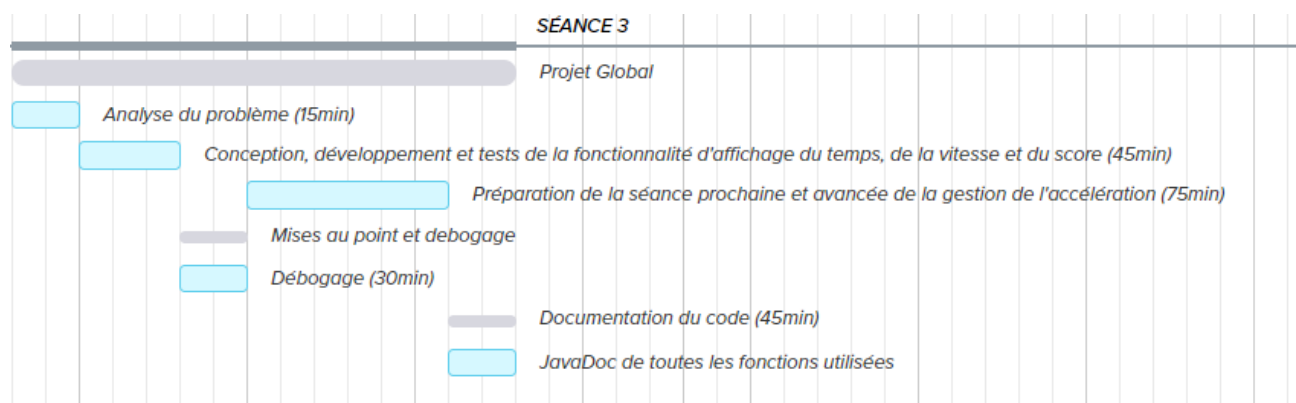 SÉANCE 3
Projet Global
Analyse du problème (15min)
Conception, développement et tests de la fonctionnalité d'affichage du temps, de la vitesse et du score (45min)
Préparation de la séance prochaine et avancée de la gestion de l'accélération (75min)
Mises au point et debogage
Débogage (30min)
Documentation du code (45min)
JavaDoc de toutes les fonctions utilisées